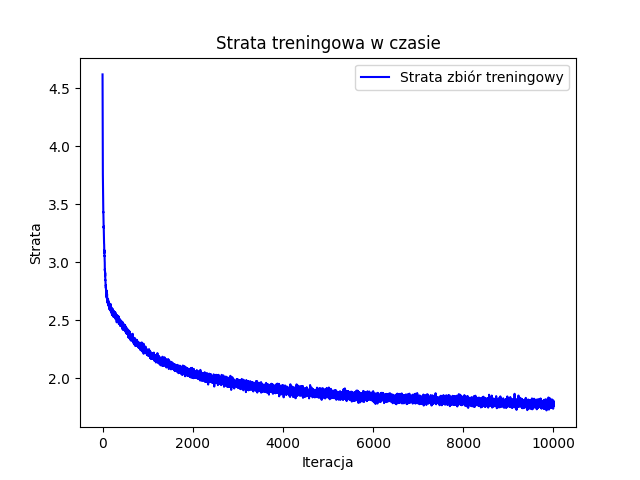 Strata treningowa w czasie
Strata zbiór treningowy
4.5
4.0
3.5
3.0
2.5
2.0
Strata
0 2000 4000 6000 8000 10000
Iteracja